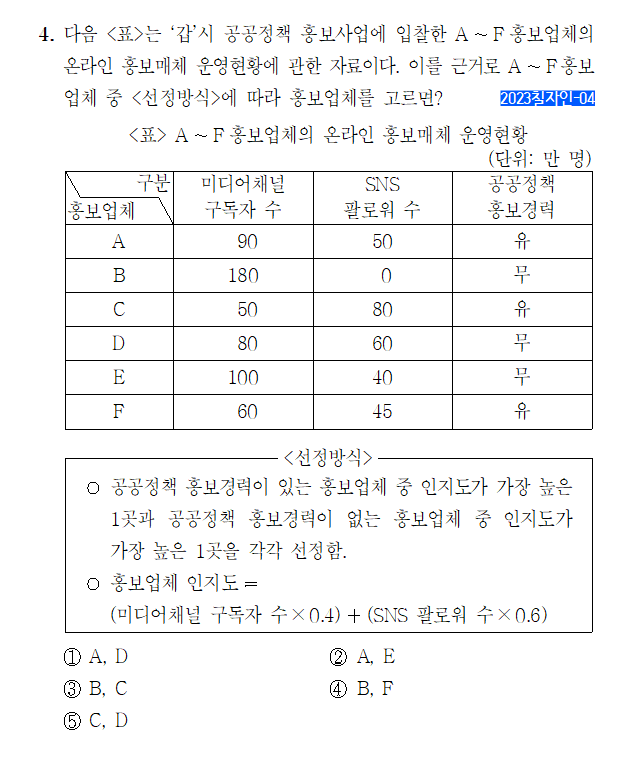 4. 다음 <표>는 ‘갑’시 공공정책 홍보사업에 입찰한 A ~ F 홍보업체의
온라인 홍보매체 운영현황에 관한 자료이다. 이를 근거로 A ~ F 홍보
업체 중 <선정방식>에 따라 홍보업체를 고르면? 2023칠자인-04
<표> A ~ F 홍보업체의 온라인 홍보매체 운영현황
(단위: 만 명)
구분 미디어채널 SNS 공공정책
홍보업체 구독자 수 팔로워 수 홍보경력
A 90 50 유
B 180 0 무
C 50 80 유
D 80 60 무
E 100 40 무
F 60 45 유
<선정방식>
○ 공공정책 홍보경력이 있는 홍보업체 중 인지도가 가장 높은
1곳과 공공정책 홍보경력이 없는 홍보업체 중 인지도가
가장 높은 1곳을 각각 선정함.
○ 홍보업체 인지도 =
(미디어채널 구독자 수 × 0.4) + (SNS 팔로워 수 × 0.6)
① A, D ② A, E
③ B, C ④ B, F
⑤ C, D